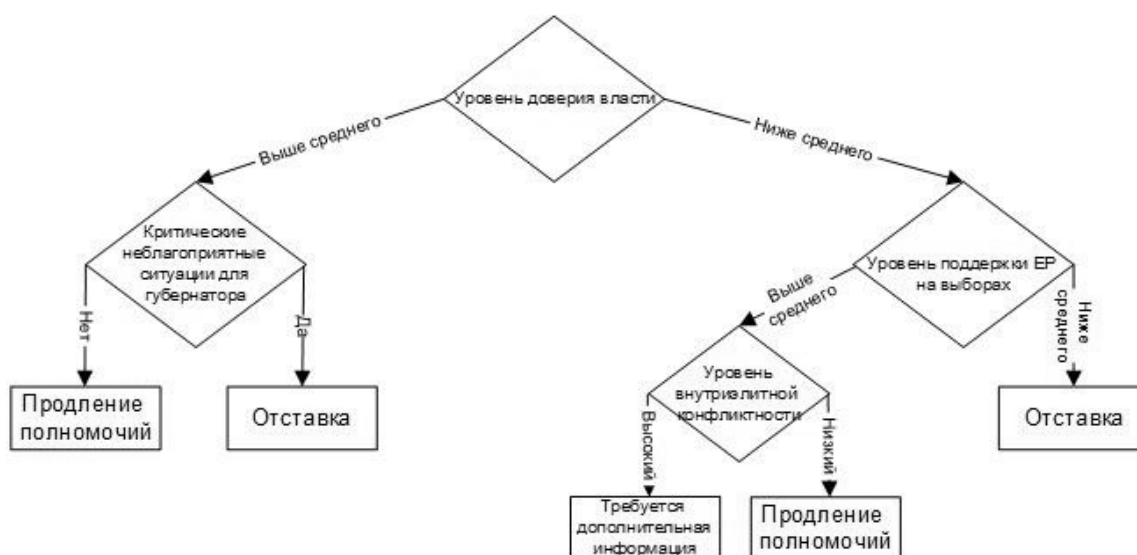 Уровень доверия власти
Выше среднего
Ниже среднего
Критические
неблагоприятные
ситуации для
губернатора
Уровень поддержки ЕР
на выборах
Нет
Да
Выше
среднего
Ниже
среднего
Продление
полномочий
Отставка
Уровень
внутриэлитной
конфликтности
Отставка
Высокий
Низкий
Требуется
дополнительная
информация
Продление
полномочий